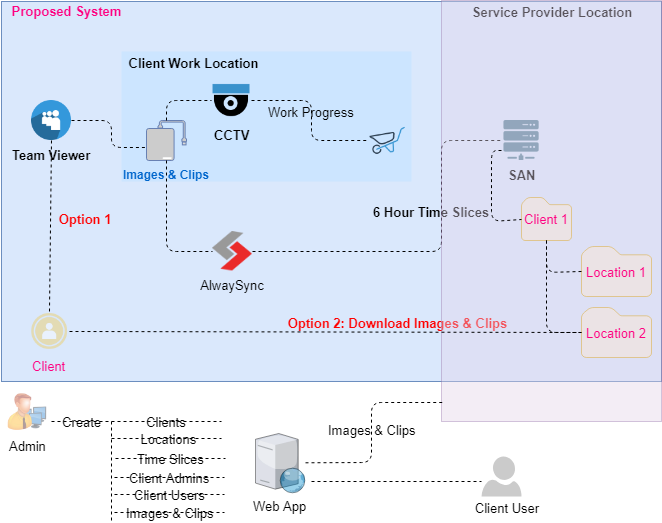 Proposed System
Service Provider Location
Client Work Location
CCTV
Work Progress
Team Viewer
Images & Clips
SAN
Option 1
6 Hour Time Slices
Client 1
Location 1
AlwaySync
Option 2: Download Images & Clips
Location 2
Client
Admin
Create
Clients
Locations
Time Slices
Client Admins
Client Users
Images & Clips
Images & Clips
Web App
Client User